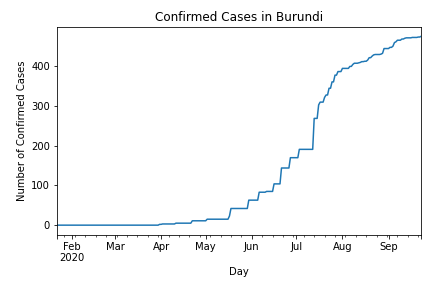 Confirmed Cases in Burundi
Number of Confirmed Cases
400
300
200
100
0
Feb Mar Apr May Jun Jul Aug Sep
2020
Day